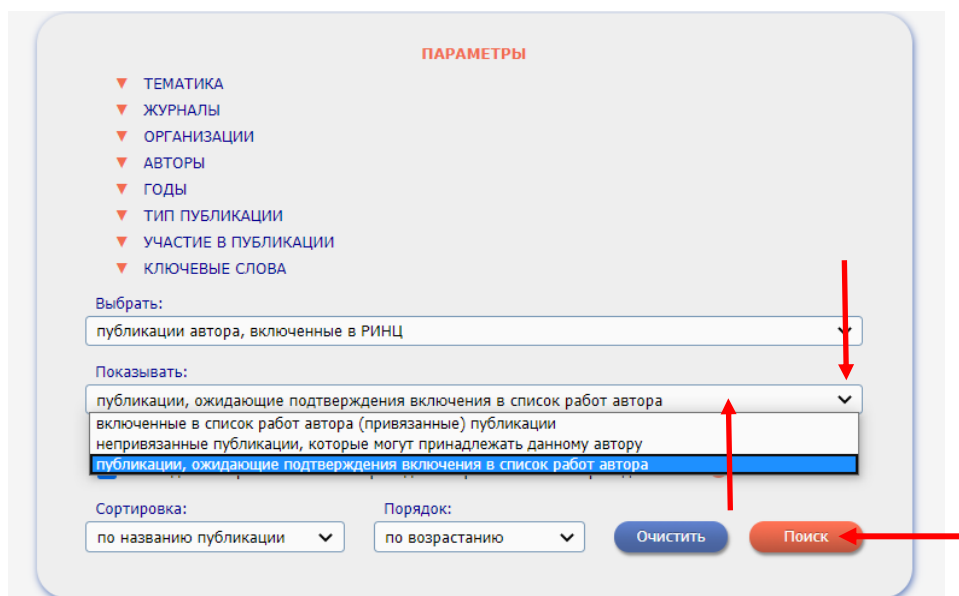 ПАРАМЕТРЫ
ТЕМАТИКА
ЖУРНАЛЫ
ОРГАНИЗАЦИИ
АВТОРЫ
ГОДЫ
ТИП ПУБЛИКАЦИИ
УЧАСТИЕ В ПУБЛИКАЦИИ
КЛЮЧЕВЫЕ СЛОВА
Выбрать:
публикации автора, включенные в РИНЦ
Показывать:
публикации, ожидающие подтверждения включения в список работ автора
включенные в список работ автора (привязанные) публикации
непривязанные публикации, которые могут принадлежать данному автору
публикации, ожидающие подтверждения включения в список работ автора
Сортировка: Порядок:
по названию публикации по возрастанию Очистить Поиск